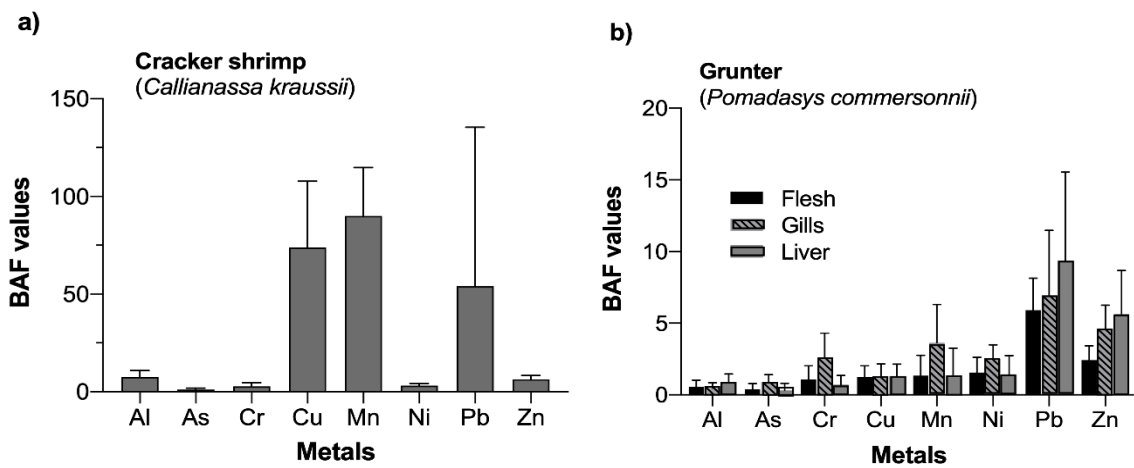 a)
Cracker shrimp
(Callianassa kraussii)
150
100
50
0
BAF values
Al As Cr Cu Mn Ni Pb Zn
Metals
b)
Grunter
(Pomadasys commersonnii)
20
15
10
5
0
BAF values
Flesh
Gills
Liver
Al As Cr Cu Mn Ni Pb Zn
Metals